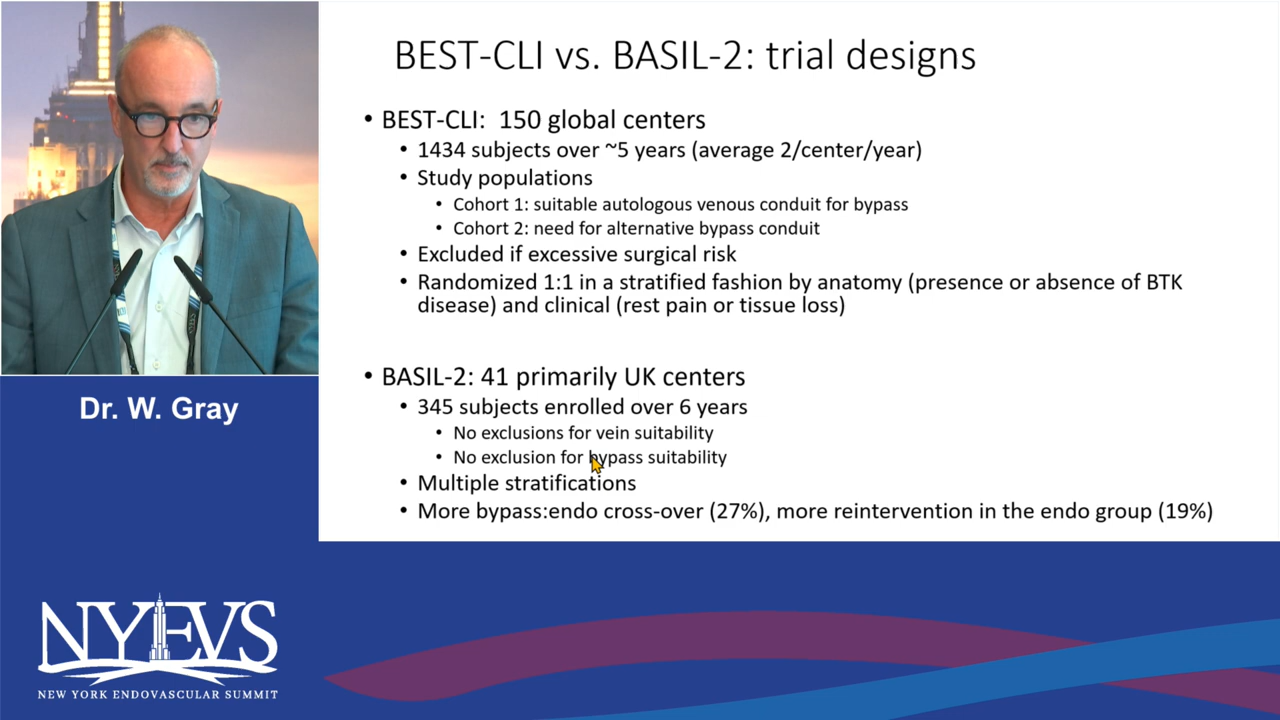 BEST-CLI vs. BASIL-2: trial designs
• BEST-CLI: 150 global centers
• 1434 subjects over ~5 years (average 2/center/year)
• Study populations
• Cohort 1: suitable autologous venous conduit for bypass
• Cohort 2: need for alternative bypass conduit
• Excluded if excessive surgical risk
• Randomized 1:1 in a stratified fashion by anatomy (presence or absence of BTK
disease) and clinical (rest pain or tissue loss)
• BASIL-2: 41 primarily UK centers
• 345 subjects enrolled over 6 years
• No exclusions for vein suitability
• No exclusion for bypass suitability
• Multiple stratifications
• More bypass:endo cross-over (27%), more reintervention in the endo group (19%)
Dr. W. Gray
NYEVS
NEW YORK ENDOVASCULAR SUMMIT